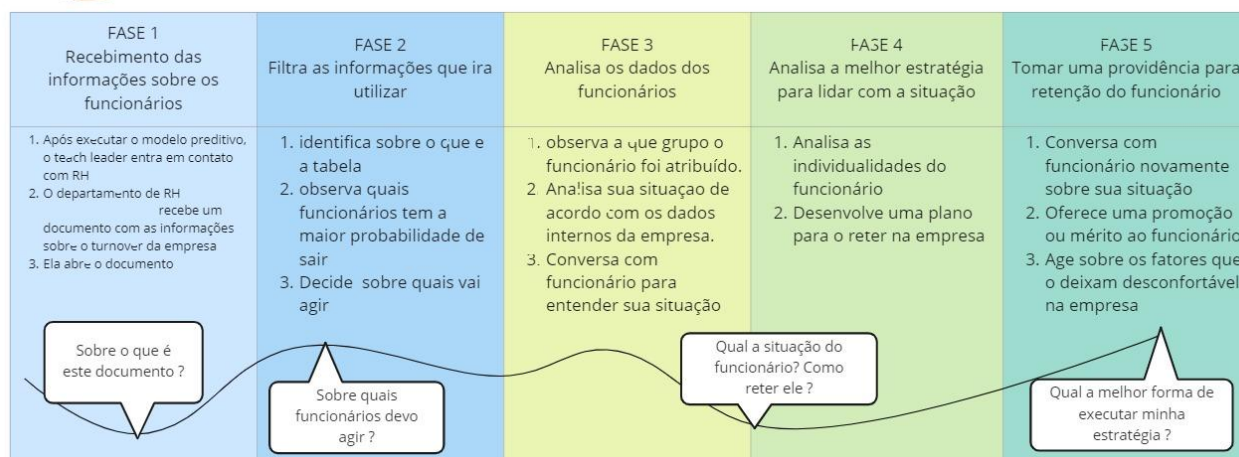 FASE 1
Recebimento das
informações sobre os
funcionários
FASE 2
Filtra as informações que ira
utilizar
FASE 3
Analisa os dados dos
funcionários
FASE 4
Analisa a melhor estratégia
para lidar com a situação
FASE 5
Tomar uma providência para
retenção do funcionário
1. Após executar o modelo preditivo,
o teach leader entra em contato
com RH
2. O departamento de RH
recebe um
documento com as informações
sobre o turnover da empresa
3. Ela abre o documento
1. identifica sobre o que e
a tabela
2. observa quais
funcionários tem a
maior probabilidade de
sair
3. Decide sobre quais vai
agir
1. observa a que grupo o
funcionário foi atribuído.
2. Analisa sua situaçao de
acordo com os dados
internos da empresa.
3. Conversa com
funcionário para
entender sua situação
1. Analisa as
individualidades do
funcionário
2. Desenvolve uma plano
para o reter na empresa
1. Conversa com
funcionário novamente
sobre sua situação
2. Oferece uma promoção
ou mérito ao funcionário
3. Age sobre os fatores que
o deixam desconfortável
na empresa
Sobre o que é
este documento ?
Sobre quais
funcionários devo
agir ?
Qual a situação do
funcionário? Como
reter ele ?
Qual a melhor forma de
executar minha
estratégia ?